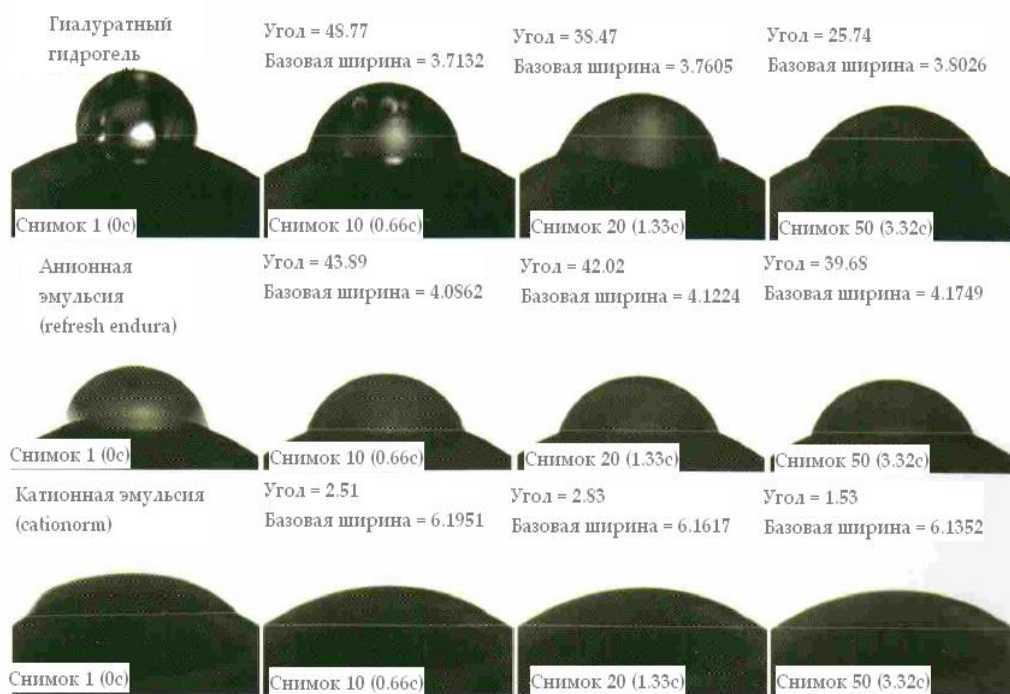 Гиалуратный
гидрогель
Угол = 48.77
Базовая ширина = 3.7132
Угол = 38.47
Базовая ширина = 3.7605
Угол = 25.74
Базовая ширина = 3.8026
Снимок 1 (0с)
Снимок 10 (0.66с)
Снимок 20 (1.33с)
Снимок 50 (3.32с)
Анионная
эмульсия
(refresh endura)
Угол = 43.89
Базовая ширина = 4.0862
Угол = 42.02
Базовая ширина = 4.1224
Угол = 39.68
Базовая ширина = 4.1749
Снимок 1 (0с)
Снимок 10 (0.66с)
Снимок 20 (1.33с)
Снимок 50 (3.32с)
Катионная эмульсия
(cationorm)
Угол = 2.51
Базовая ширина = 6.1951
Угол = 2.83
Базовая ширина = 6.1617
Угол = 1.53
Базовая ширина = 6.1352
Снимок 1 (0с)
Снимок 10 (0.66с)
Снимок 20 (1.33с)
Снимок 50 (3.32с)